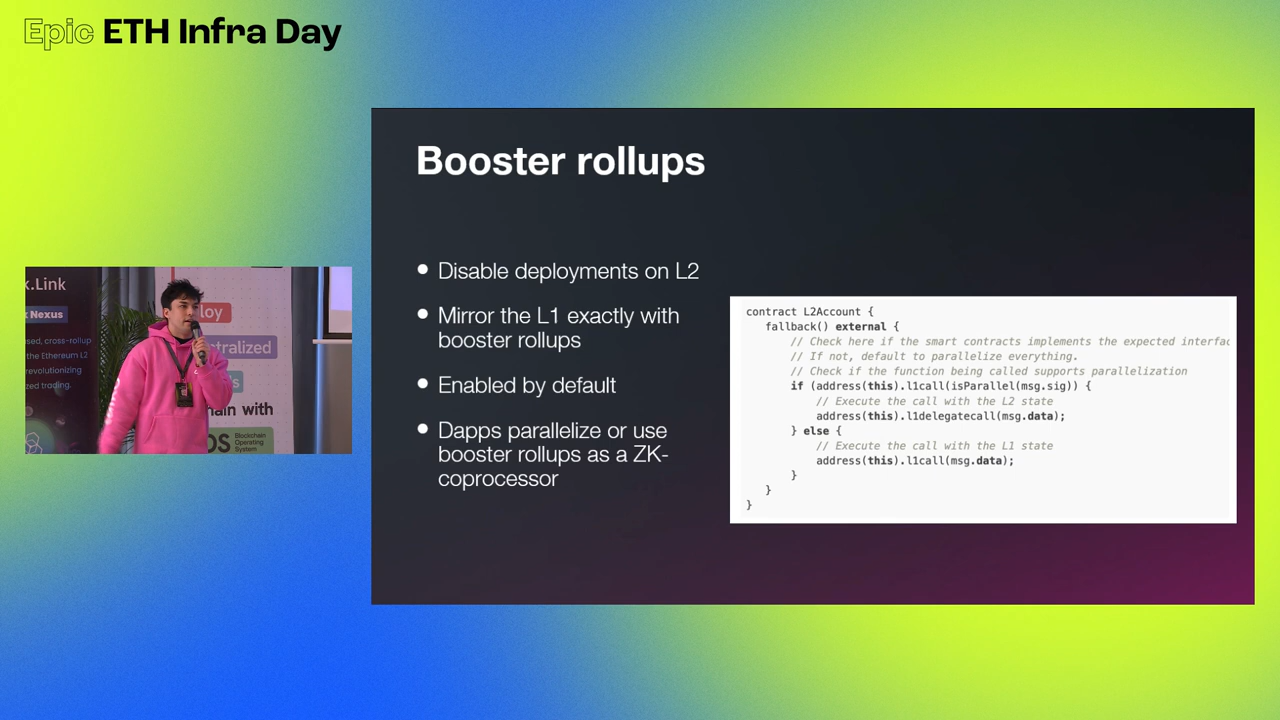 Epic ETH Infra Day
Booster rollups
• Disable deployments on L2
• Mirror the L1 exactly with
booster rollups
• Enabled by default
• Dapps parallelize or use
booster rollups as a ZK-
coprocessor
contract L2Account {
fallback() external {
// Check here if the smart contracts implements the expected interfac
// If not, default to parallelize everything.
// Check if the function being called supports parallelization
if (address(this).l1call(isParallel(msg.sig)) {
// Execute the call with the L2 state
address(this).l1delegatecall(msg.data);
} else {
// Execute the call with the L1 state
address(this).l1call(msg.data);
}
}
}
.Link
Nexus
sed, cross-rollup
the Ethereum L2
revolutionizing
zed trading.
loy
ntralized
ain with
OS
Blockchain
Operating
System